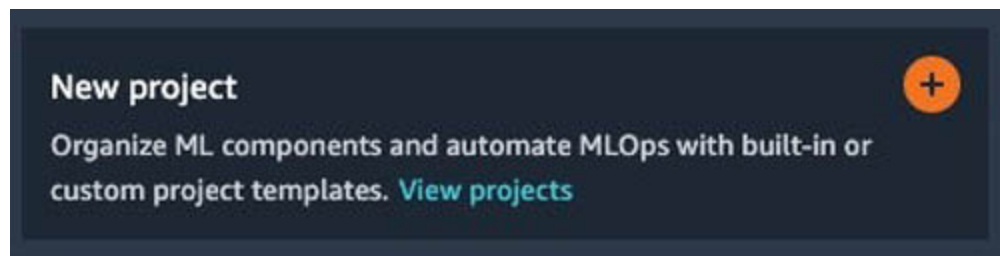 New project
Organize ML components and automate MLOps with built-in or
custom project templates. View projects